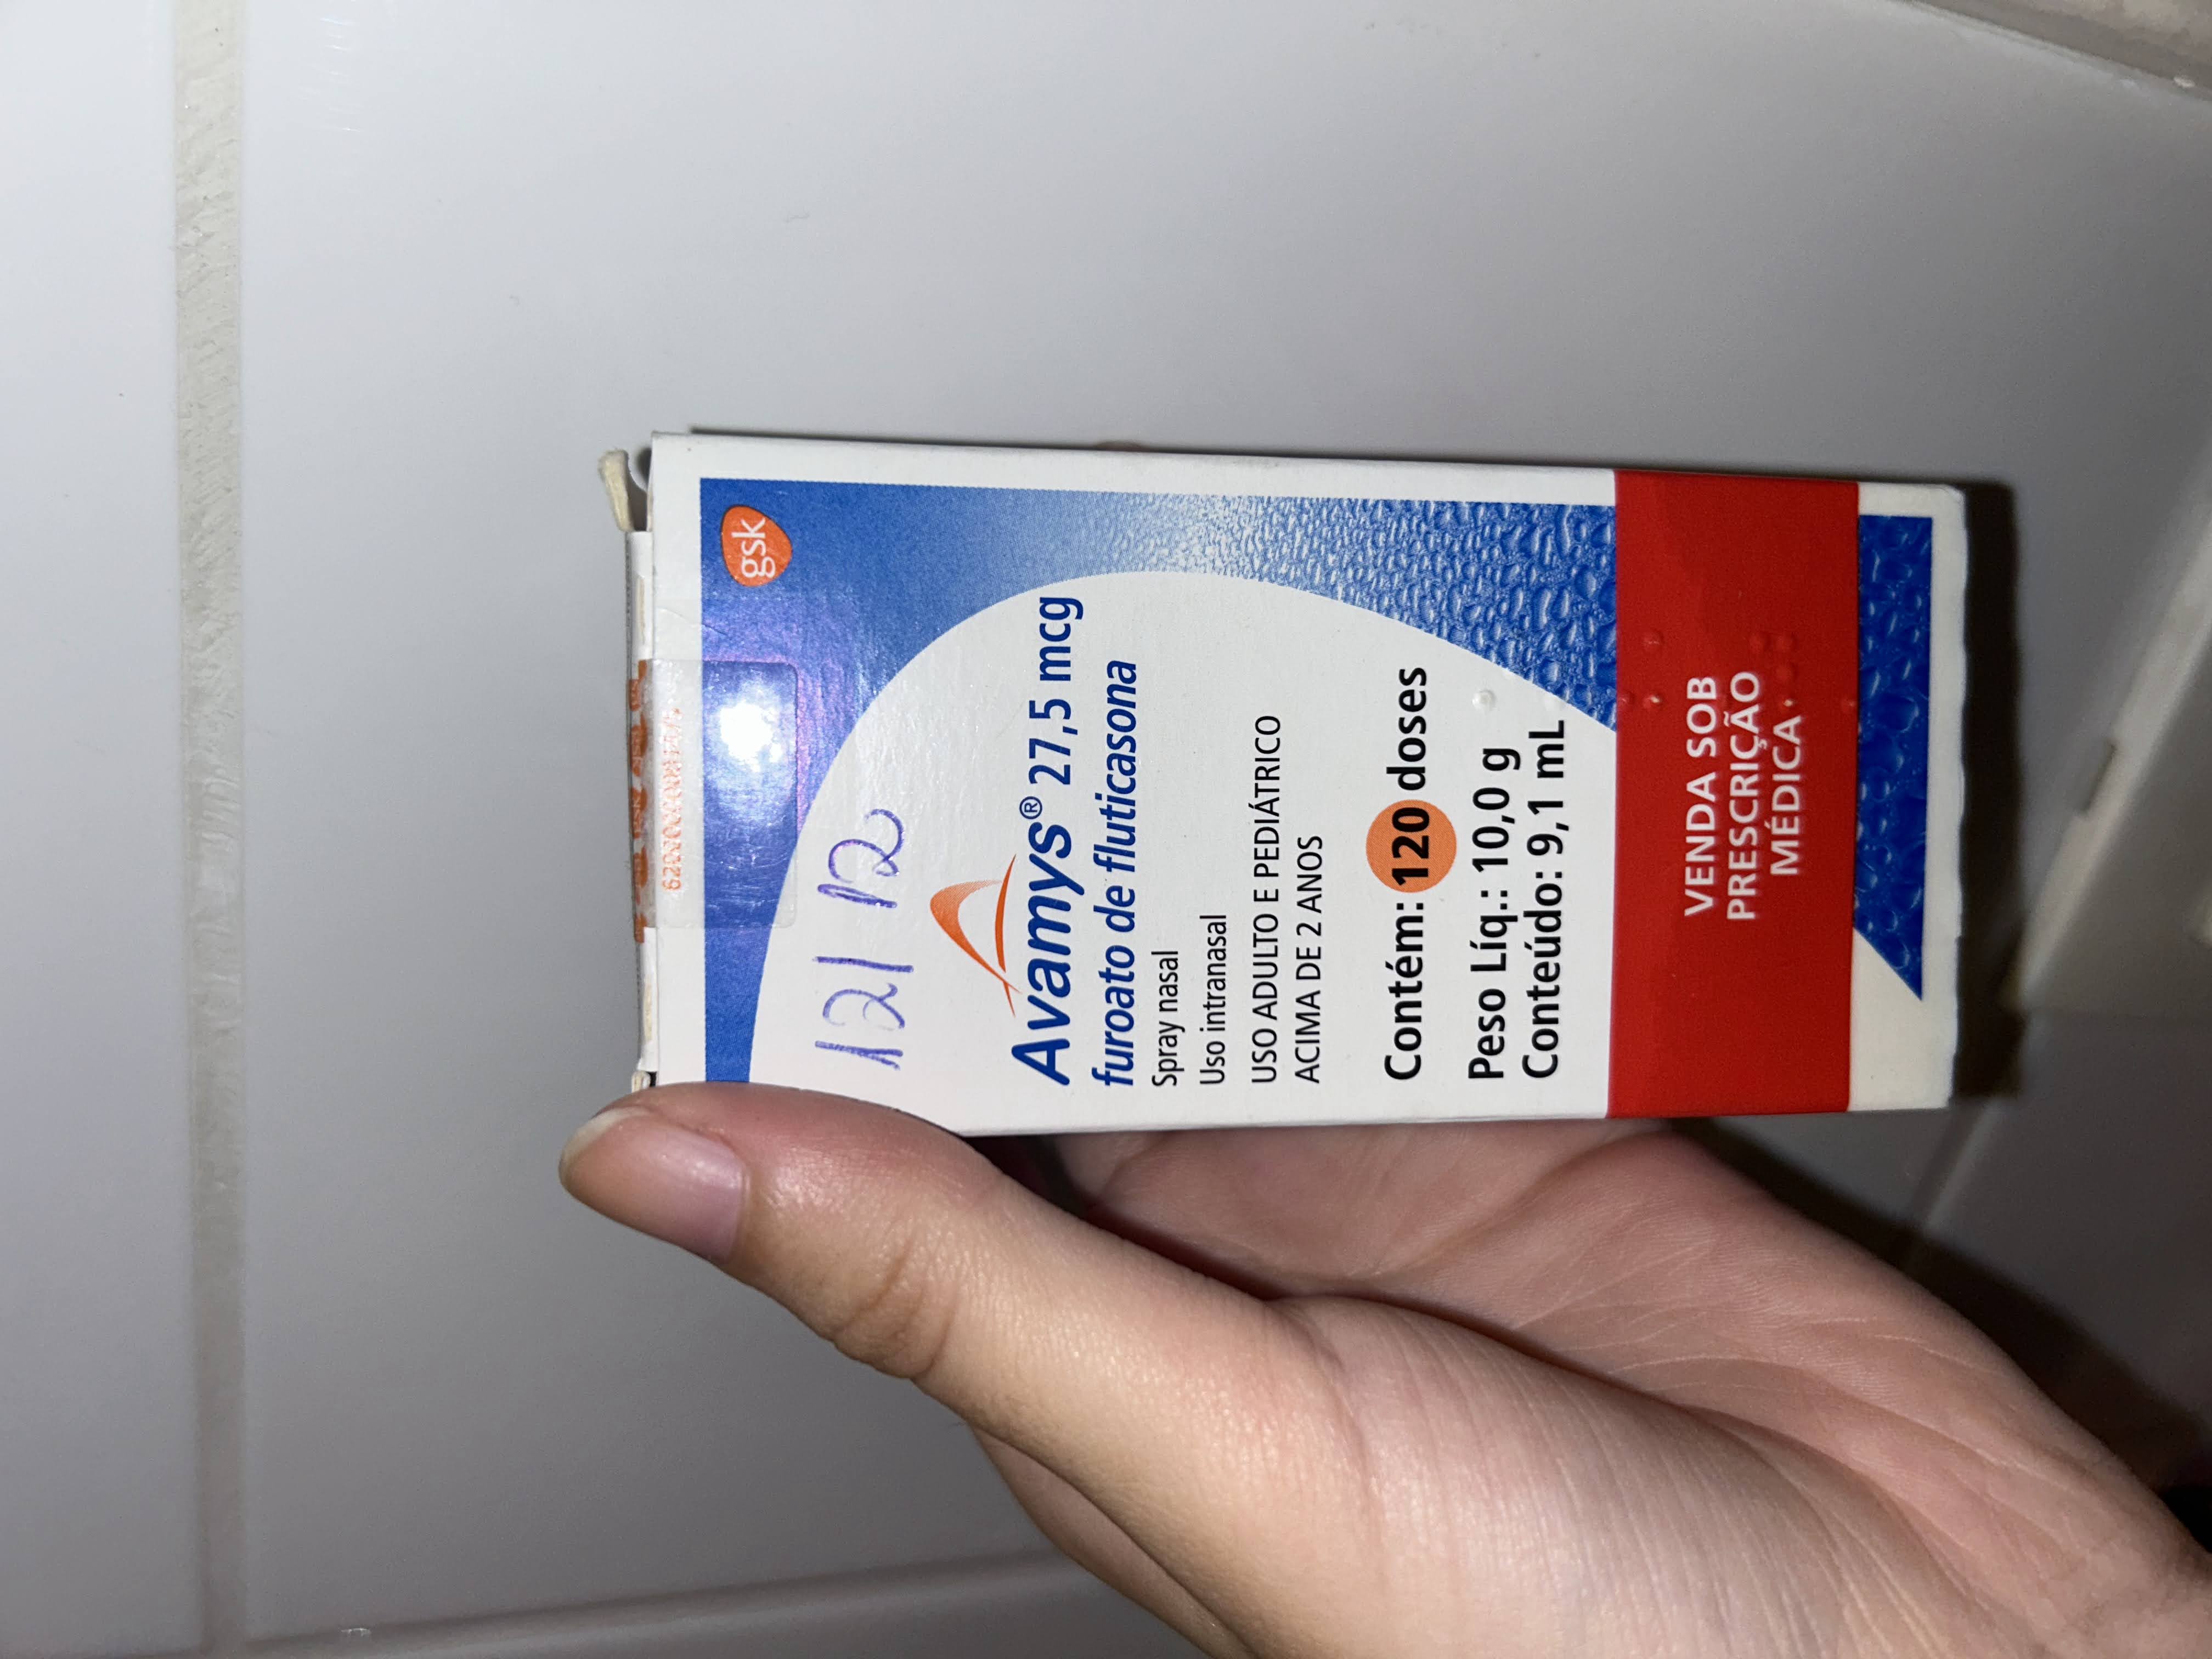 gsk
12/ 12
Avamys® 27,5 mcg
furoato de fluticasona
Spray nasal
Uso intranasal
USO ADULTO E PEDIÁTRICO
ACIMA DE 2 ANOS
Contém: 120 doses
Peso Líq.: 10,0 g
Conteúdo: 9,1 mL
VENDA SOB
PRESCRIÇÃO
MÉDICA